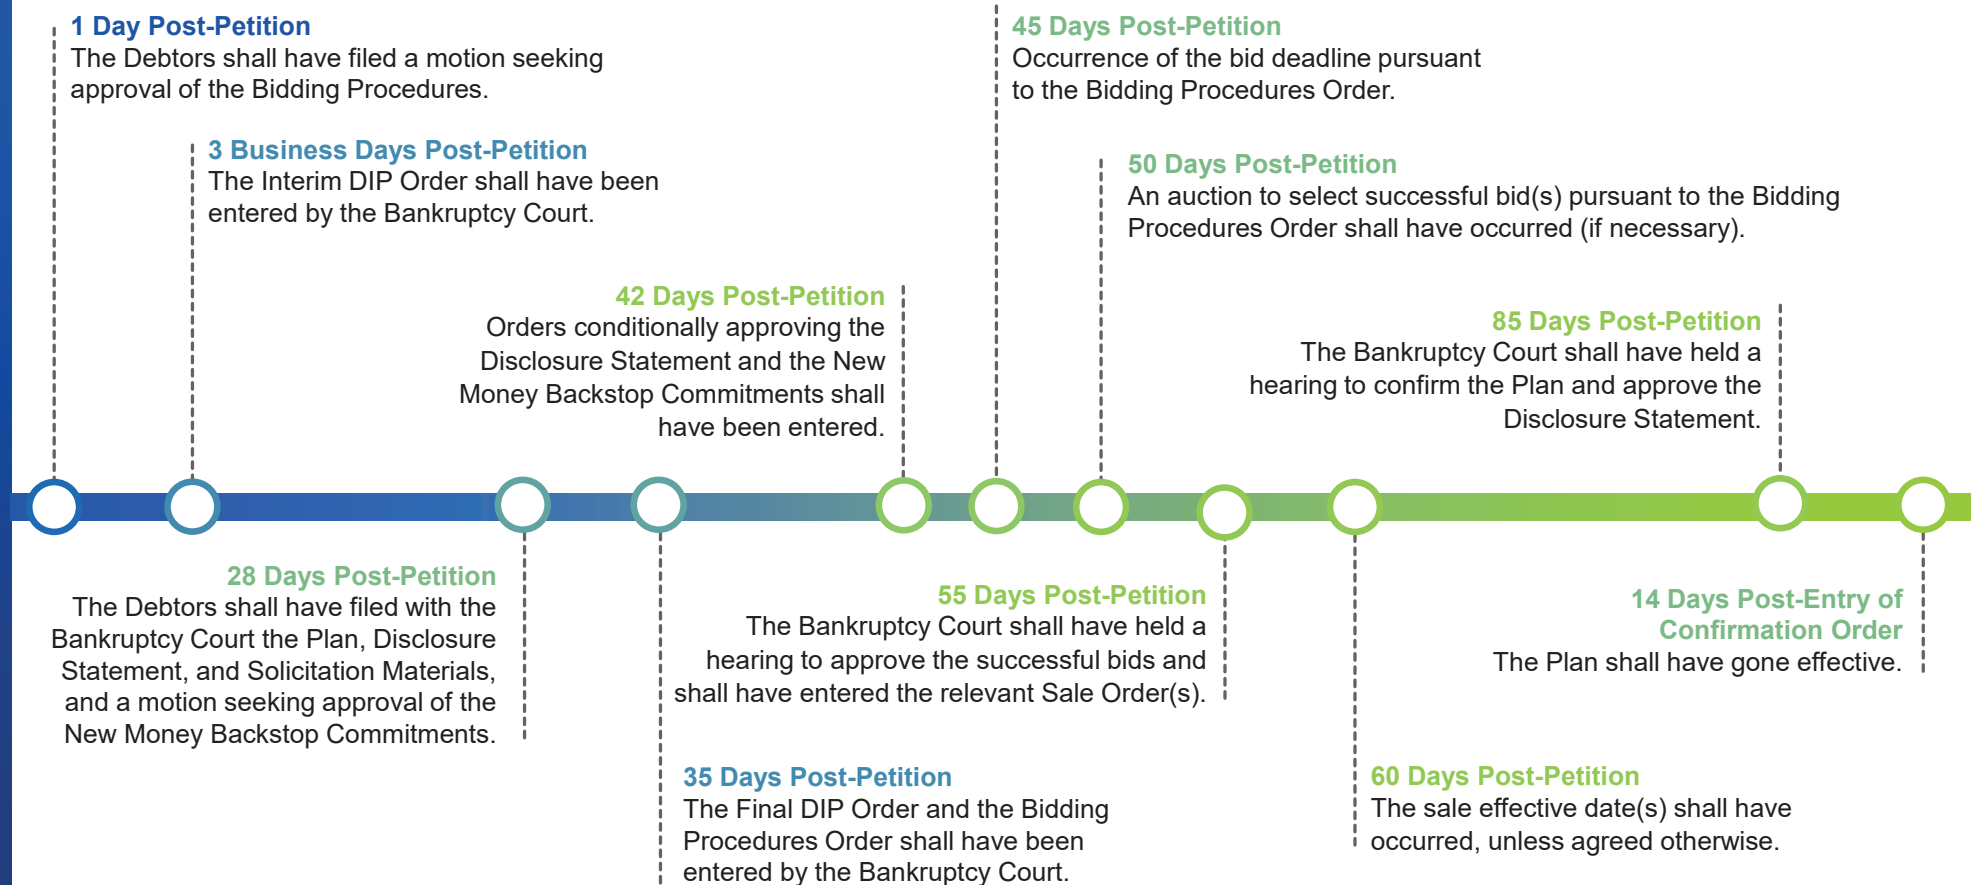 1 Day Post-Petition
The Debtors shall have filed a motion seeking
approval of the Bidding Procedures.
3 Business Days Post-Petition
The Interim DIP Order shall have been
entered by the Bankruptcy Court.
28 Days Post-Petition
The Debtors shall have filed with the
Bankruptcy Court the Plan, Disclosure
Statement, and Solicitation Materials,
and a motion seeking approval of the
New Money Backstop Commitments.
35 Days Post-Petition
The Final DIP Order and the Bidding
Procedures Order shall have been
entered by the Bankruptcy Court.
42 Days Post-Petition
Orders conditionally approving the
Disclosure Statement and the New
Money Backstop Commitments shall
have been entered.
45 Days Post-Petition
Occurrence of the bid deadline pursuant
to the Bidding Procedures Order.
50 Days Post-Petition
An auction to select successful bid(s) pursuant to the Bidding
Procedures Order shall have occurred (if necessary).
55 Days Post-Petition
The Bankruptcy Court shall have held a
hearing to approve the successful bids and
shall have entered the relevant Sale Order(s).
60 Days Post-Petition
The sale effective date(s) shall have
occurred, unless agreed otherwise.
85 Days Post-Petition
The Bankruptcy Court shall have held a
hearing to confirm the Plan and approve the
Disclosure Statement.
14 Days Post-Entry of
Confirmation Order
The Plan shall have gone effective.